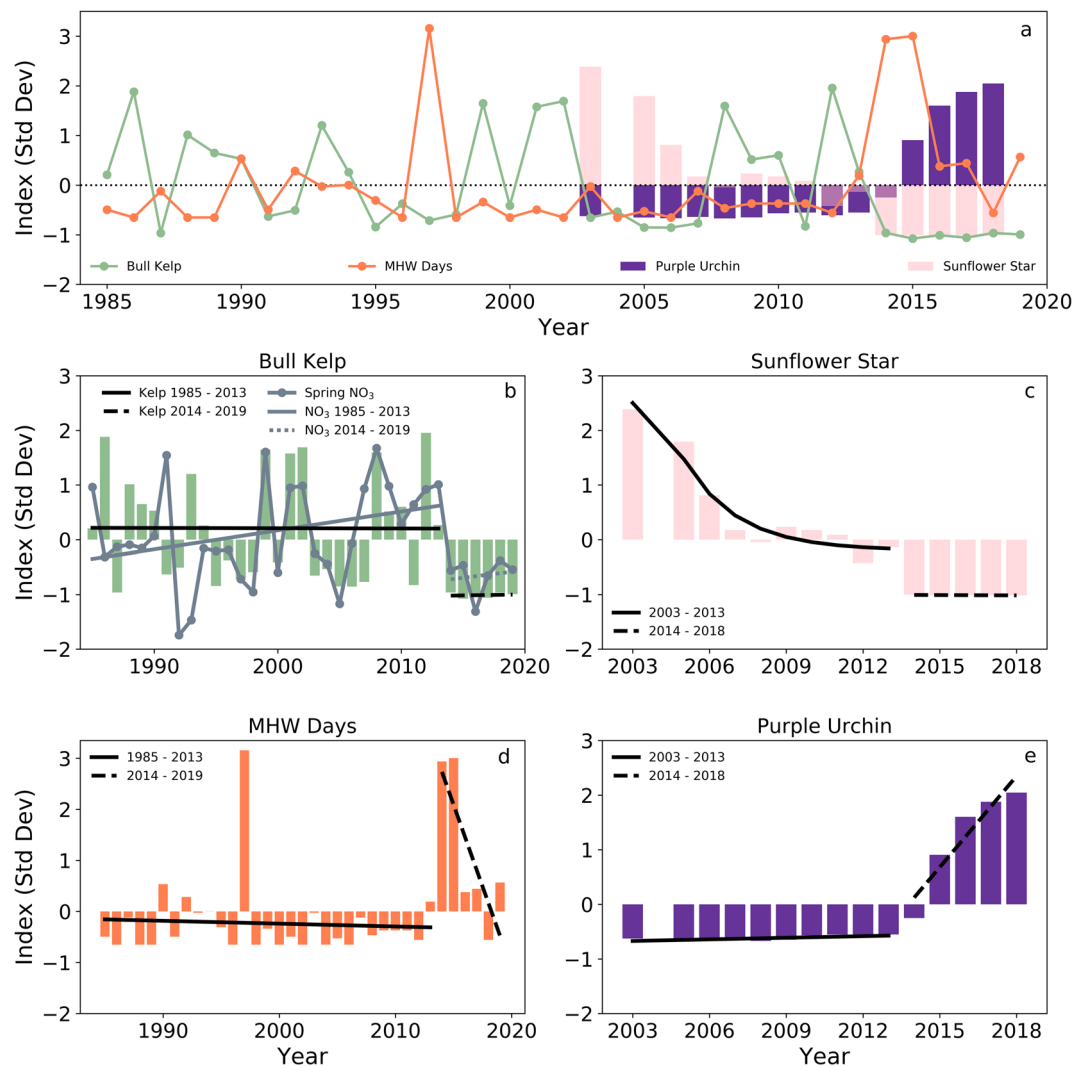 a
3
2
1
0
−1
−2
Index (Std Dev)
Bull Kelp MHW Days Purple Urchin Sunflower Star
1985 1990 1995 2000 2005 2010 2015 2020
Year
Bull Kelp
b
3
2
1
0
−1
−2
Index (Std Dev)
Kelp 1985 - 2013
Kelp 2014 - 2019
Spring NO₃
NO₃ 1985 - 2013
NO₃ 2014 - 2019
1990 2000 2010 2020
Sunflower Star
c
3
2
1
0
−1
−2
2003 - 2013
2014 - 2018
2003 2006 2009 2012 2015 2018
MHW Days
d
3
2
1
0
−1
−2
Index (Std Dev)
1985 - 2013
2014 - 2019
1990 2000 2010 2020
Year
Purple Urchin
e
3
2
1
0
−1
−2
2003 - 2013
2014 - 2018
2003 2006 2009 2012 2015 2018
Year